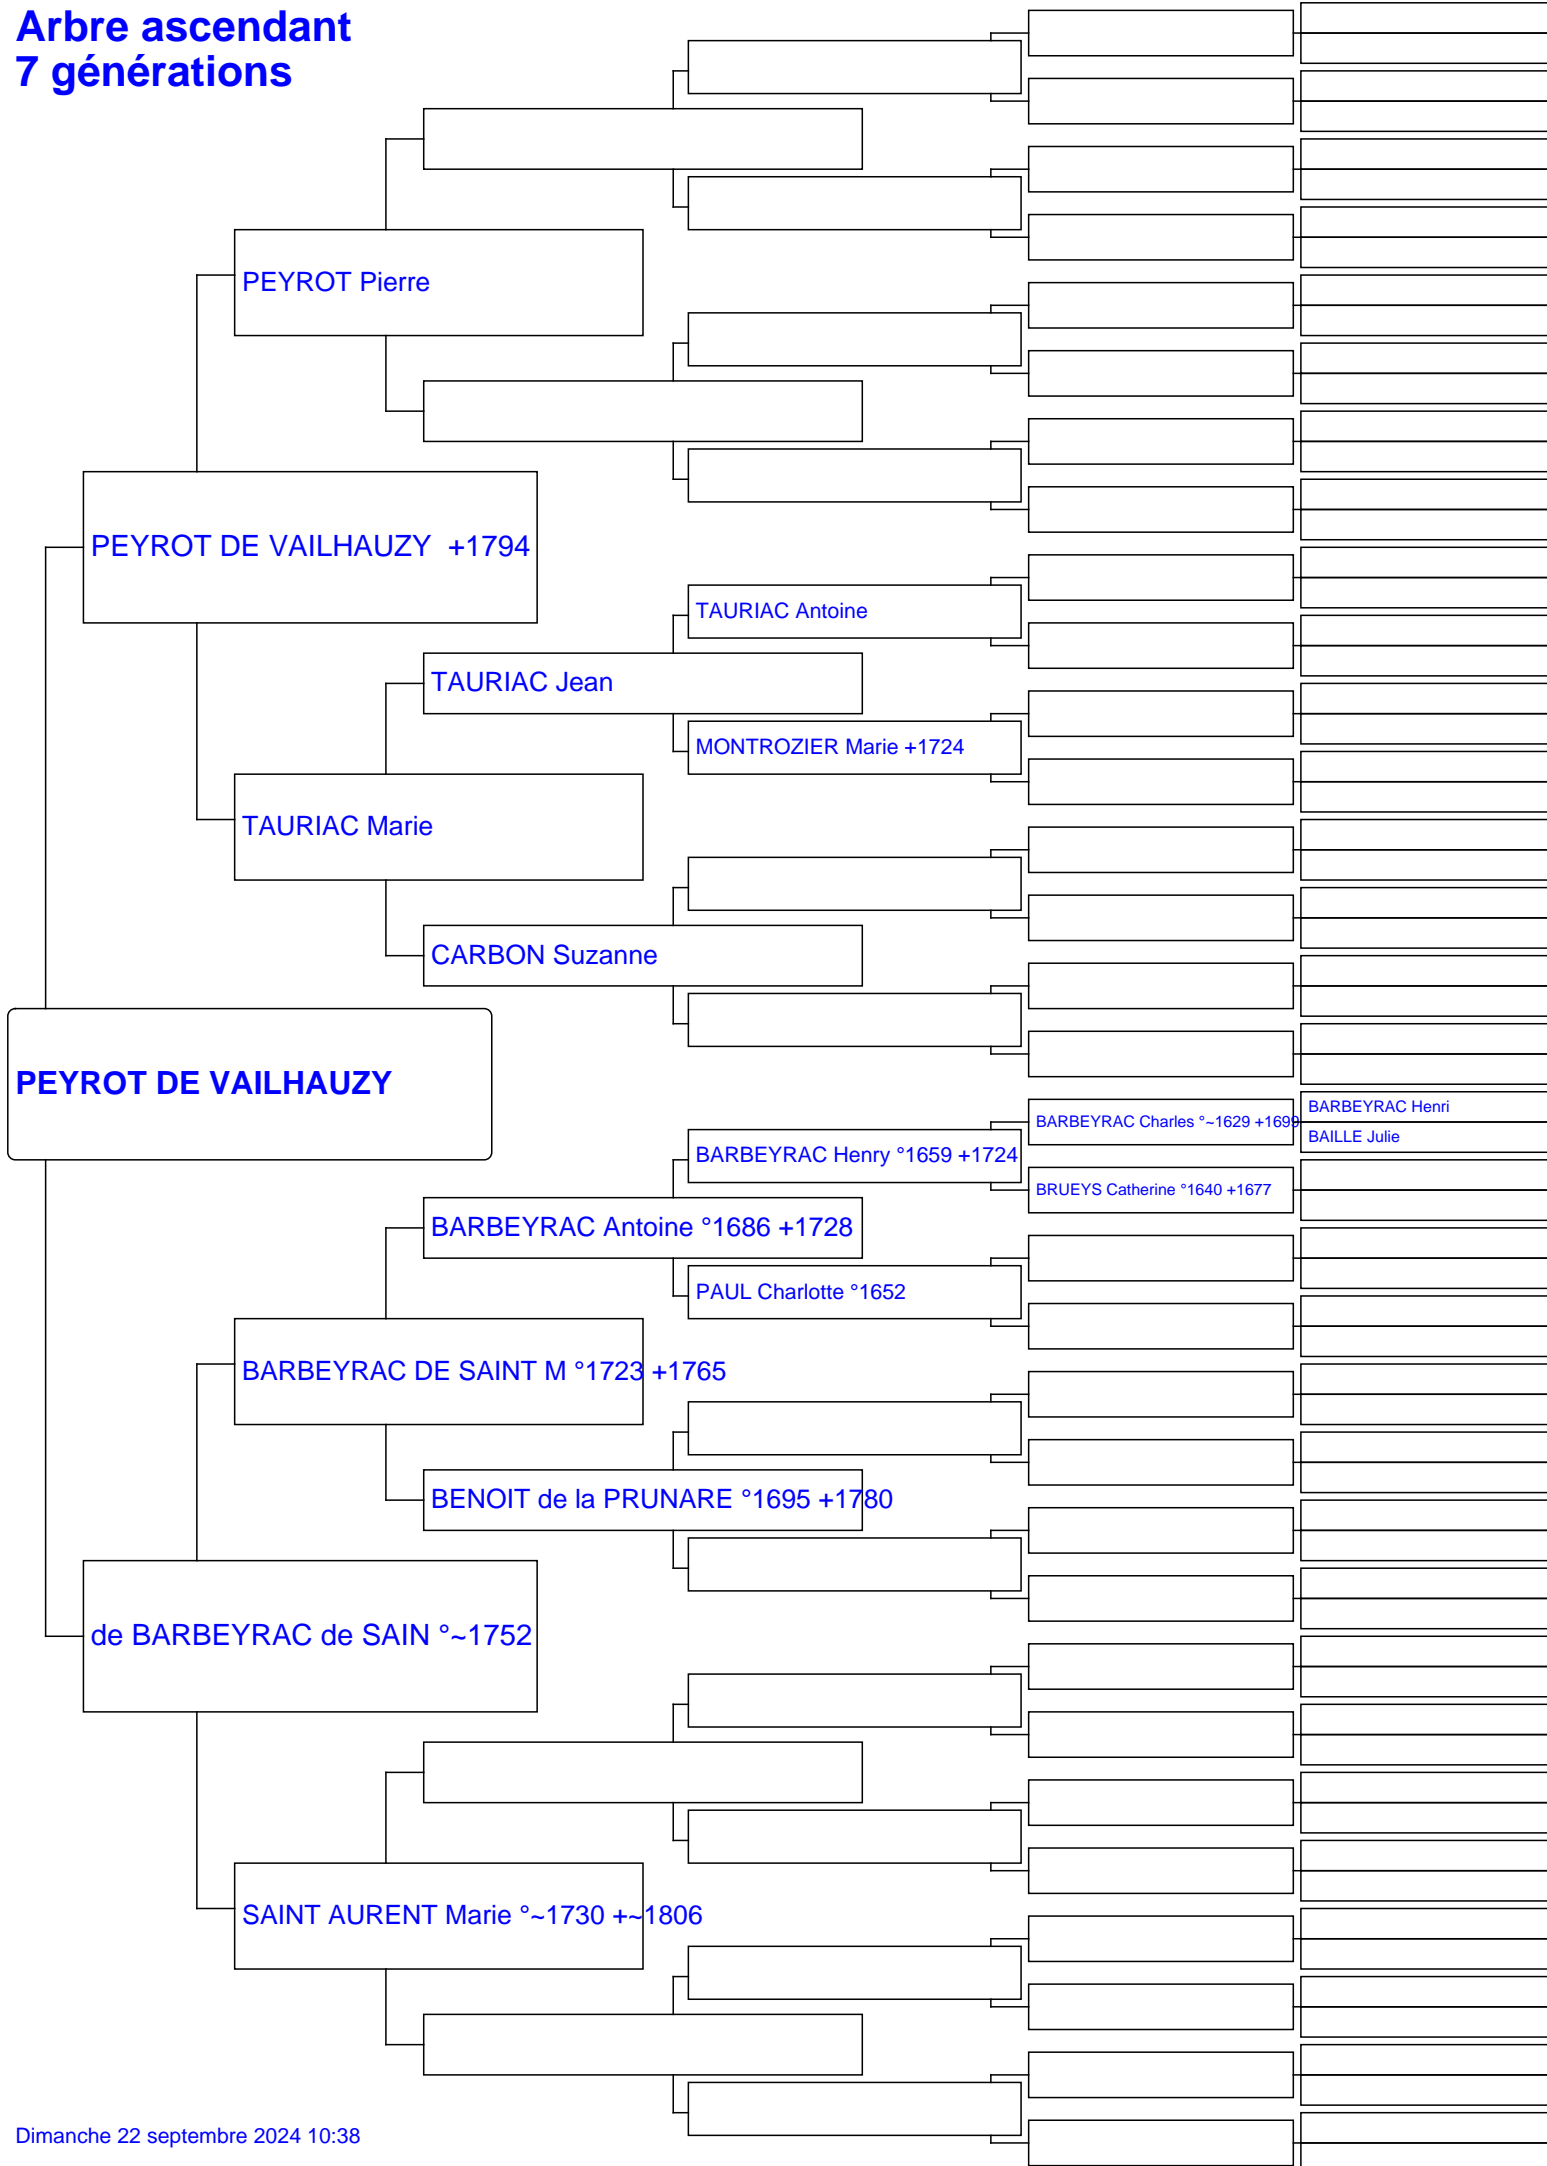 Arbre ascendant
7 générations
PEYROT Pierre
PEYROT DE VAILHAUZY  +1794
TAURIAC Antoine
TAURIAC Jean
MONTROZIER Marie +1724
TAURIAC Marie
CARBON Suzanne
PEYROT DE VAILHAUZY
BARBEYRAC Henri
BARBEYRAC Charles °~1629 +1699
BAILLE Julie
BARBEYRAC Henry °1659 +1724
BRUEYS Catherine °1640 +1677
BARBEYRAC Antoine °1686 +1728
PAUL Charlotte °1652
BARBEYRAC DE SAINT M °1723 +1765
BENOIT de la PRUNARE °1695 +1780
de BARBEYRAC de SAIN °~1752
SAINT AURENT Marie °~1730 +~1806
Dimanche 22 septembre 2024 10:38